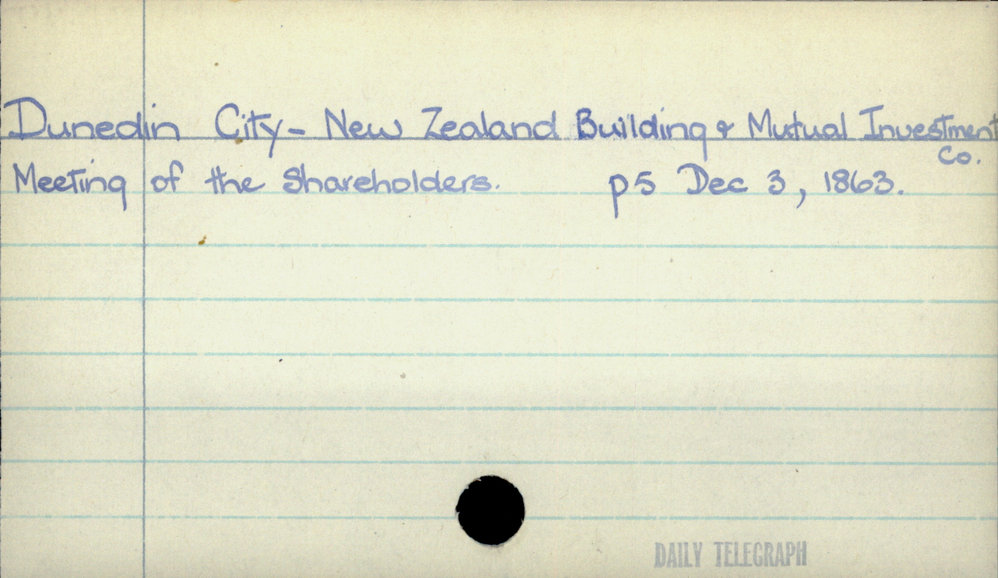 Dunedin City - New Zealand Building & Mutual Investment
Co.
Meeting of the Shareholders. p5 Dec 3, 1863.
DAILY TELEGRAPH